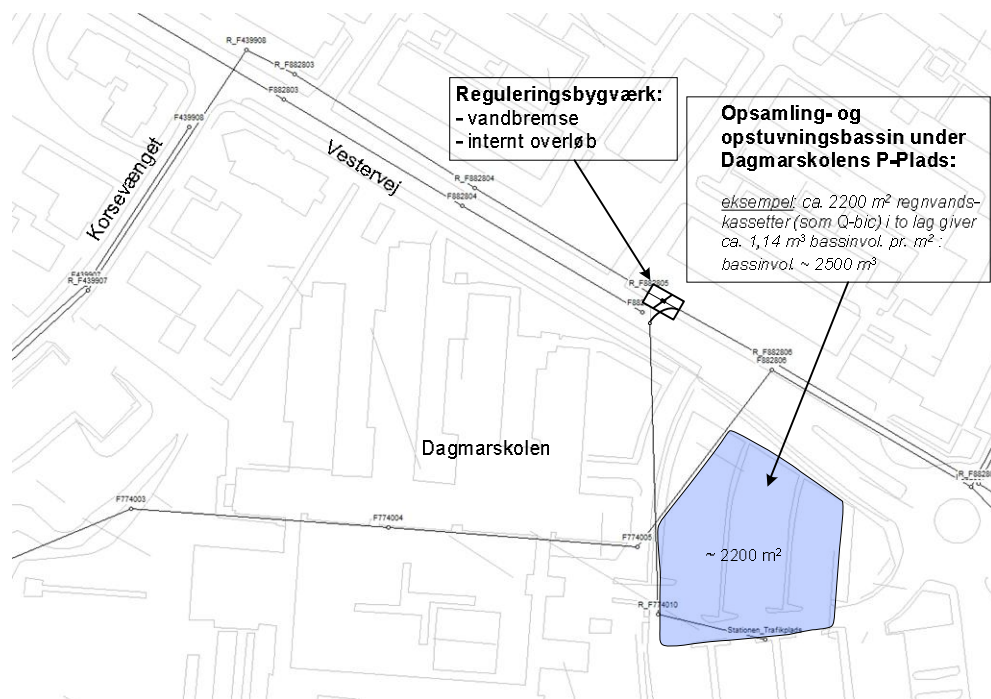 R_F439908
R_F882803
F882803
F439908
Korsevænget
Vestervej
Reguleringsbygværk:
- vandbremse
- internt overløb
Opsamling- og
opstuvningsbassin under
Dagmarskolens P-Plads:
eksempel: ca. 2200 m² regnvands-
kassetter (som Q-bic) i to lag giver
ca. 1,14 m³ bassinvol. pr. m² :
bassinvol. ~ 2500 m³
R_F882804
F882804
F439907
R_F439907
R_F882805
R_F882806
F882806
Dagmarskolen
F774003
F774004
F774005
~ 2200 m²
R_F774010
Stationen_Trafikplads